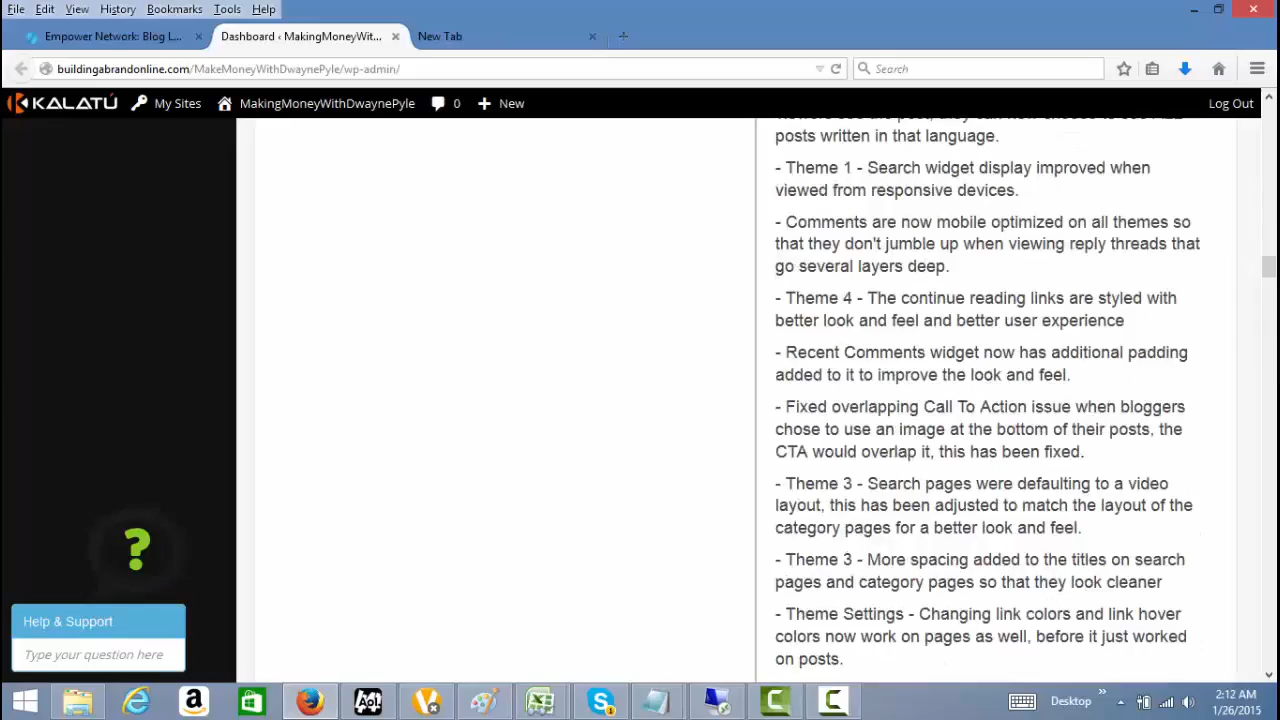 File Edit View History Bookmarks Tools Help
Empower Network: Blog L... Dashboard ‹ MakingMoneyWit... New Tab
buildingabrandonline.com/MakeMoneyWithDwaynePyle/wp-admin/ Search
KALATÚ My Sites MakingMoneyWithDwaynePyle 0 New Log Out
posts written in that language.
- Theme 1 - Search widget display improved when
viewed from responsive devices.
- Comments are now mobile optimized on all themes so
that they don't jumble up when viewing reply threads that
go several layers deep.
- Theme 4 - The continue reading links are styled with
better look and feel and better user experience
- Recent Comments widget now has additional padding
added to it to improve the look and feel.
- Fixed overlapping Call To Action issue when bloggers
chose to use an image at the bottom of their posts, the
CTA would overlap it, this has been fixed.
- Theme 3 - Search pages were defaulting to a video
layout, this has been adjusted to match the layout of the
category pages for a better look and feel.
- Theme 3 - More spacing added to the titles on search
pages and category pages so that they look cleaner
- Theme Settings - Changing link colors and link hover
colors now work on pages as well, before it just worked
on posts.
?
Help & Support
Type your question here
Aol Desktop 2:12 AM
1/26/2015